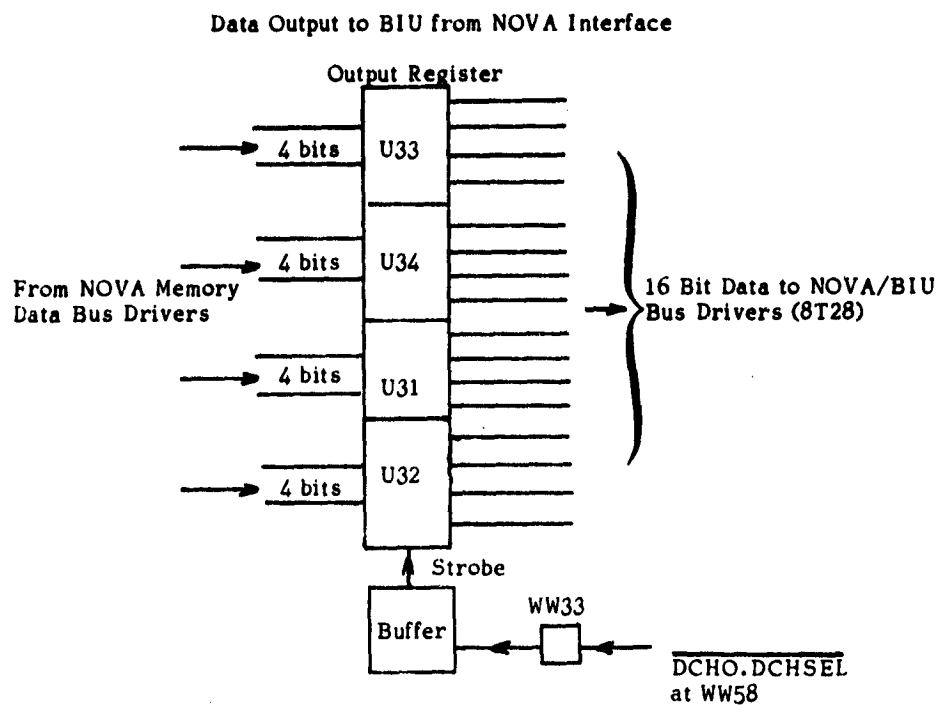 Data Output to BIU from NOVA Interface
Output Register
4 bits
U33
4 bits
U34
From NOVA Memory
Data Bus Drivers
16 Bit Data to NOVA/BIU
Bus Drivers (8T28)
4 bits
U31
4 bits
U32
Strobe
Buffer
WW33
DCHO.DCHSEL
at WW58